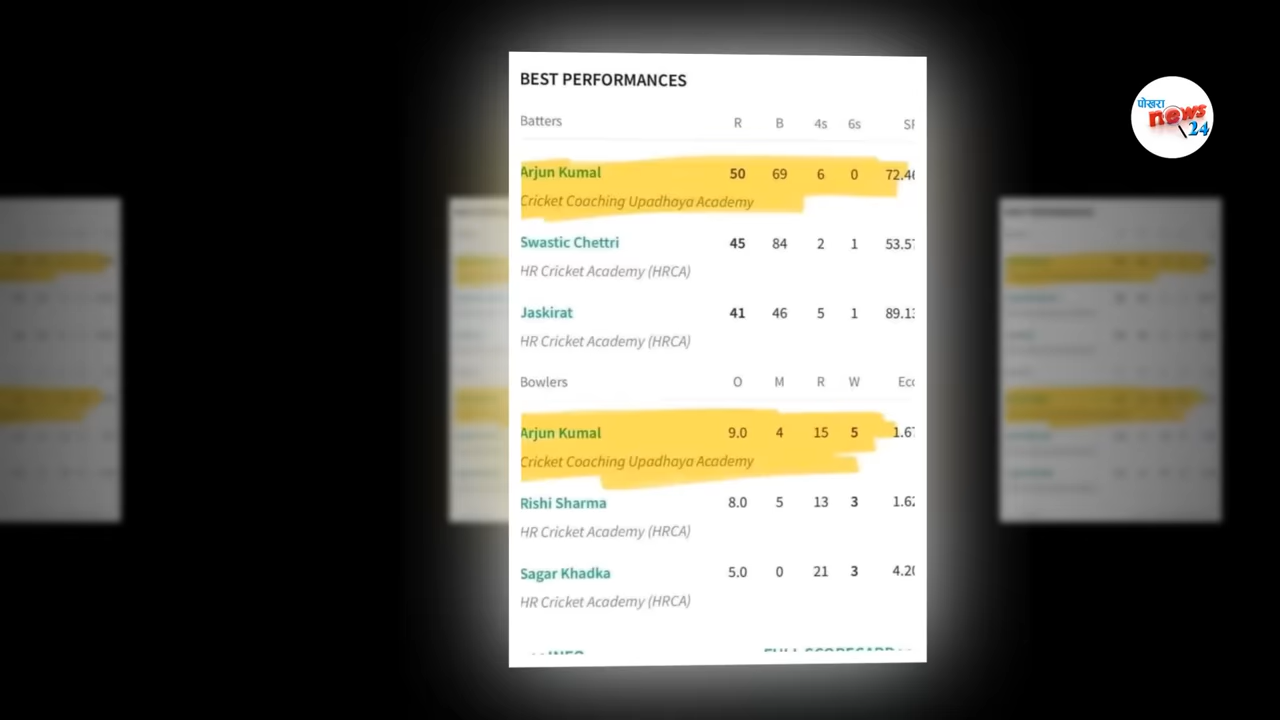 BEST PERFORMANCES
Batters R B 4s 6s
Arjun Kumal 50 69 6 0
Cricket Coaching Upadhaya Academy
Swastic Chettri 45 84 2 1
HR Cricket Academy (HRCA)
Jaskirat 41 46 5 1
HR Cricket Academy (HRCA)
Bowlers O M R W
Arjun Kumal 9.0 4 15 5
Cricket Coaching Upadhaya Academy
Rishi Sharma 8.0 5 13 3
HR Cricket Academy (HRCA)
Sagar Khadka 5.0 0 21 3
HR Cricket Academy (HRCA)
पोखरा
news
24